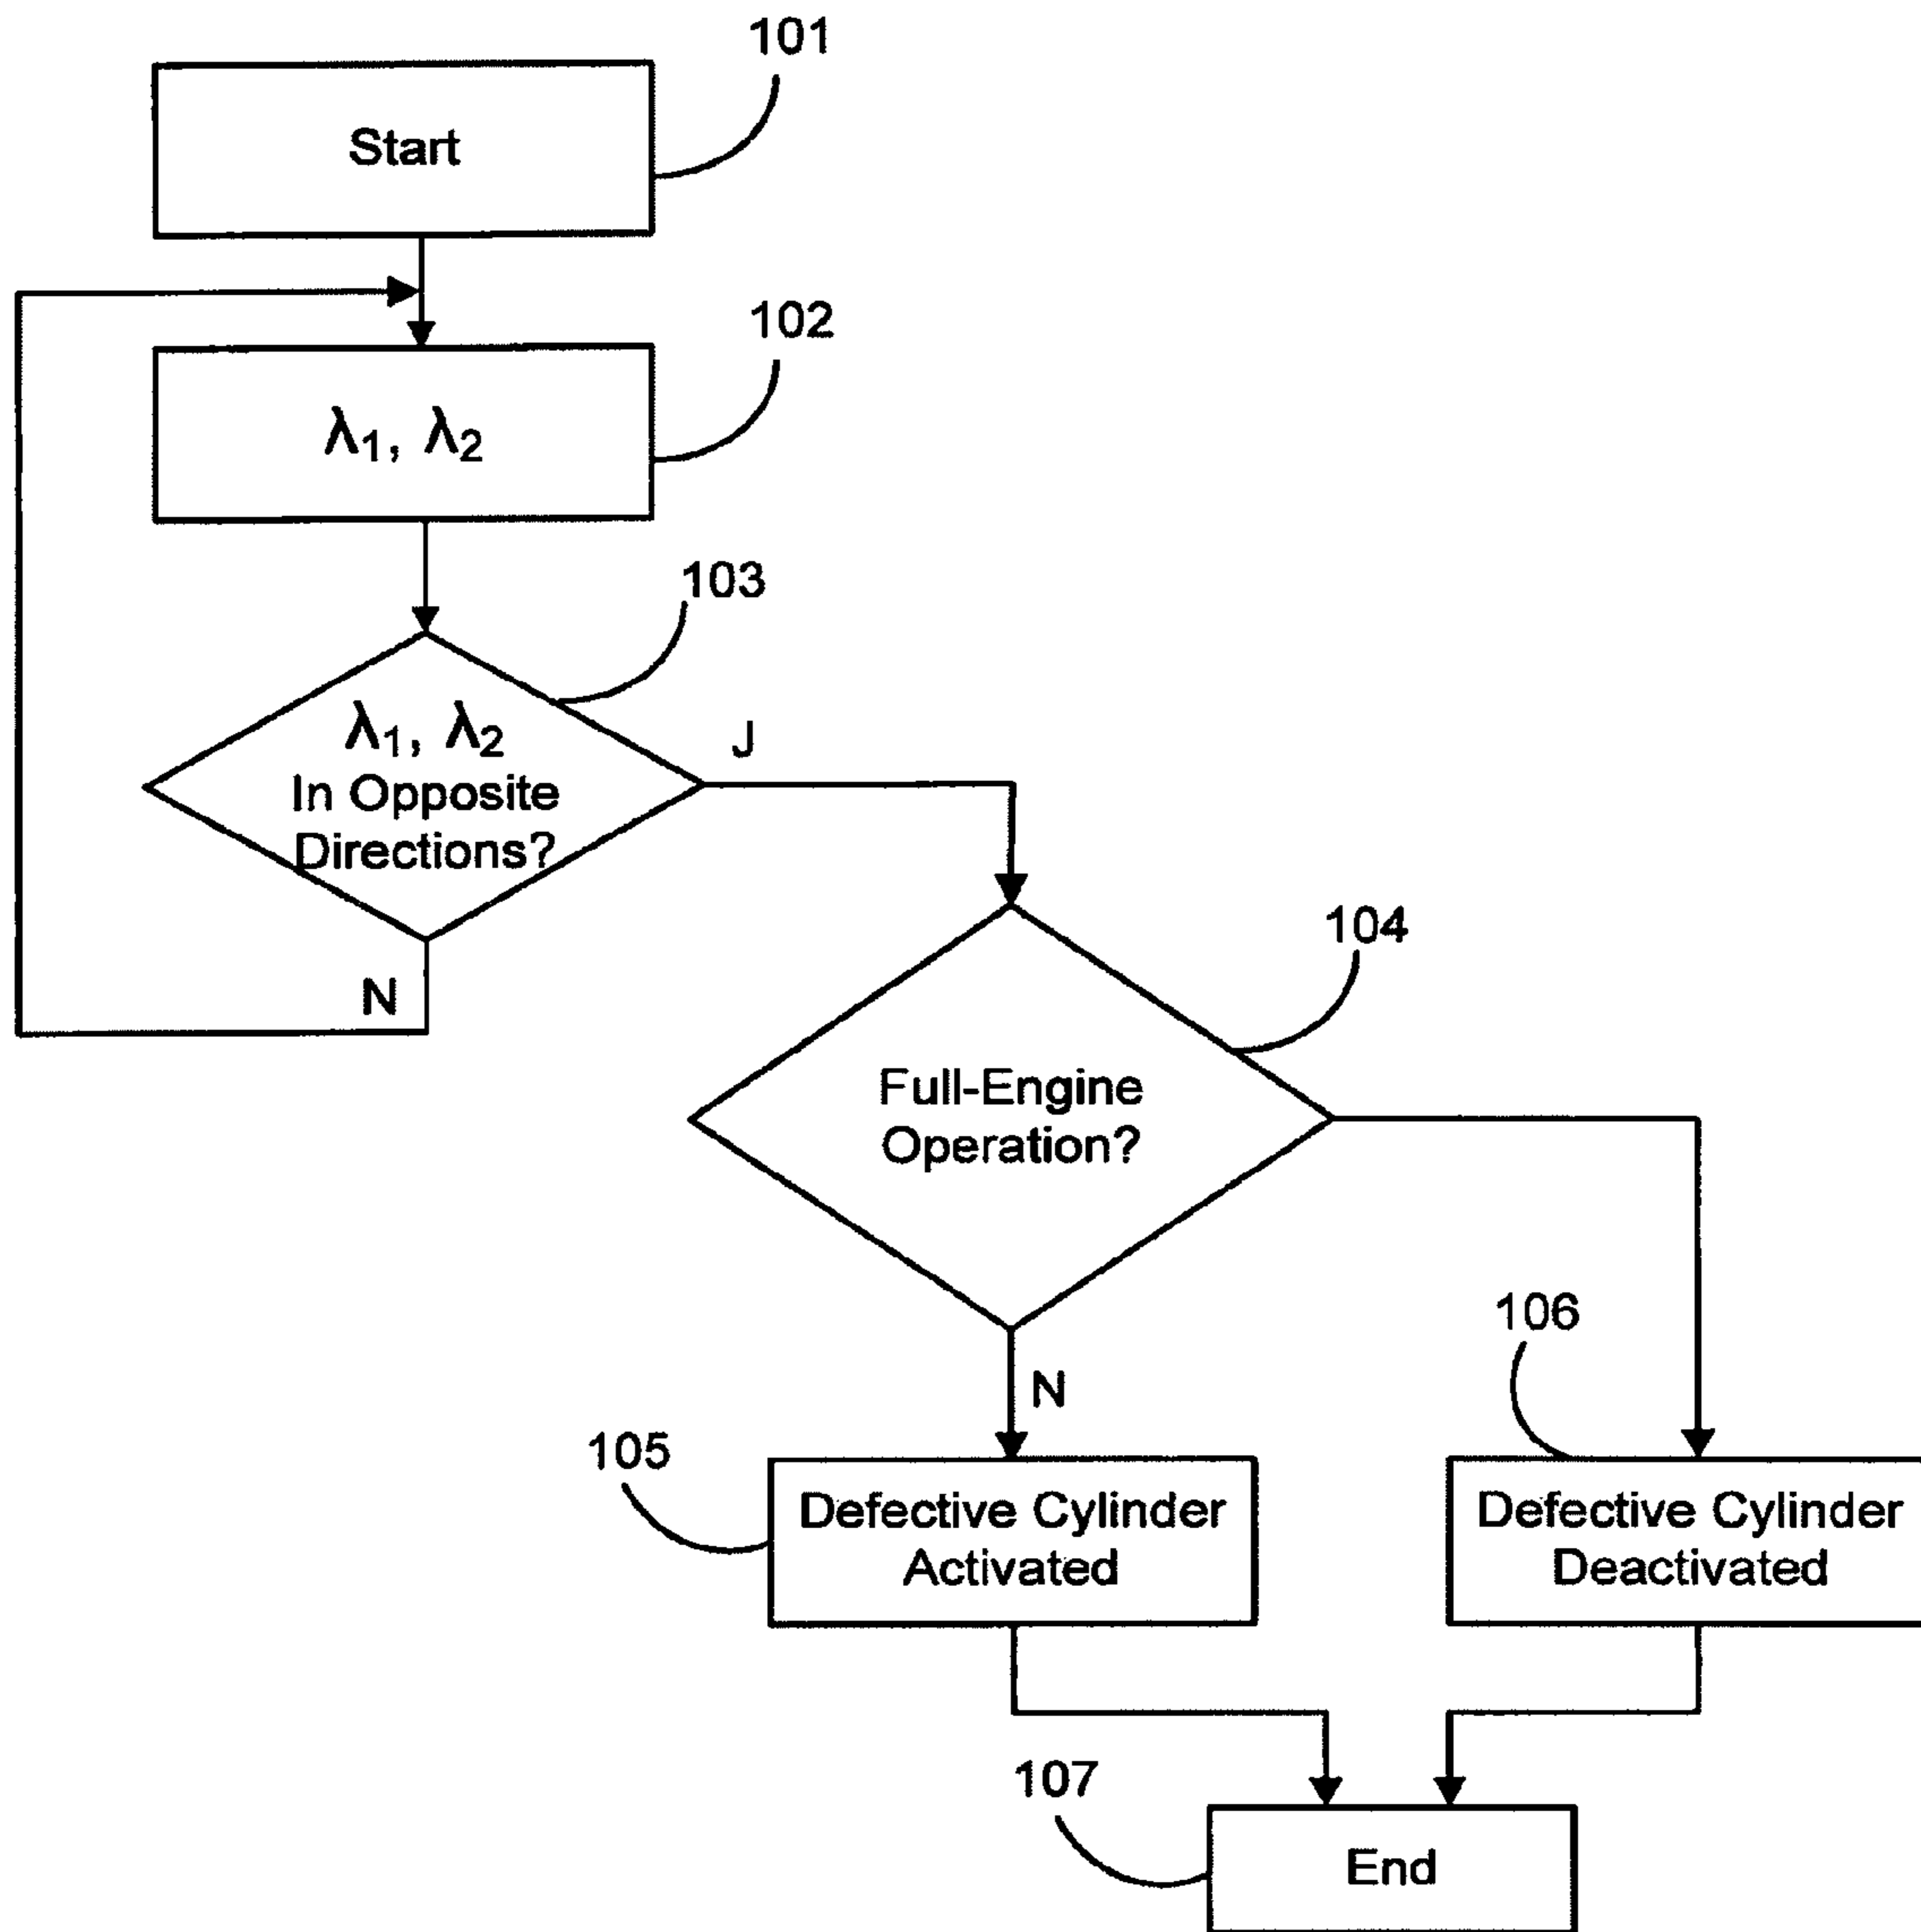 101
Start
102
λ1, λ2
103
λ1, λ2
In Opposite
Directions?
J
N
104
Full-Engine
Operation?
N
105
106
Defective Cylinder
Activated
Defective Cylinder
Deactivated
107
End